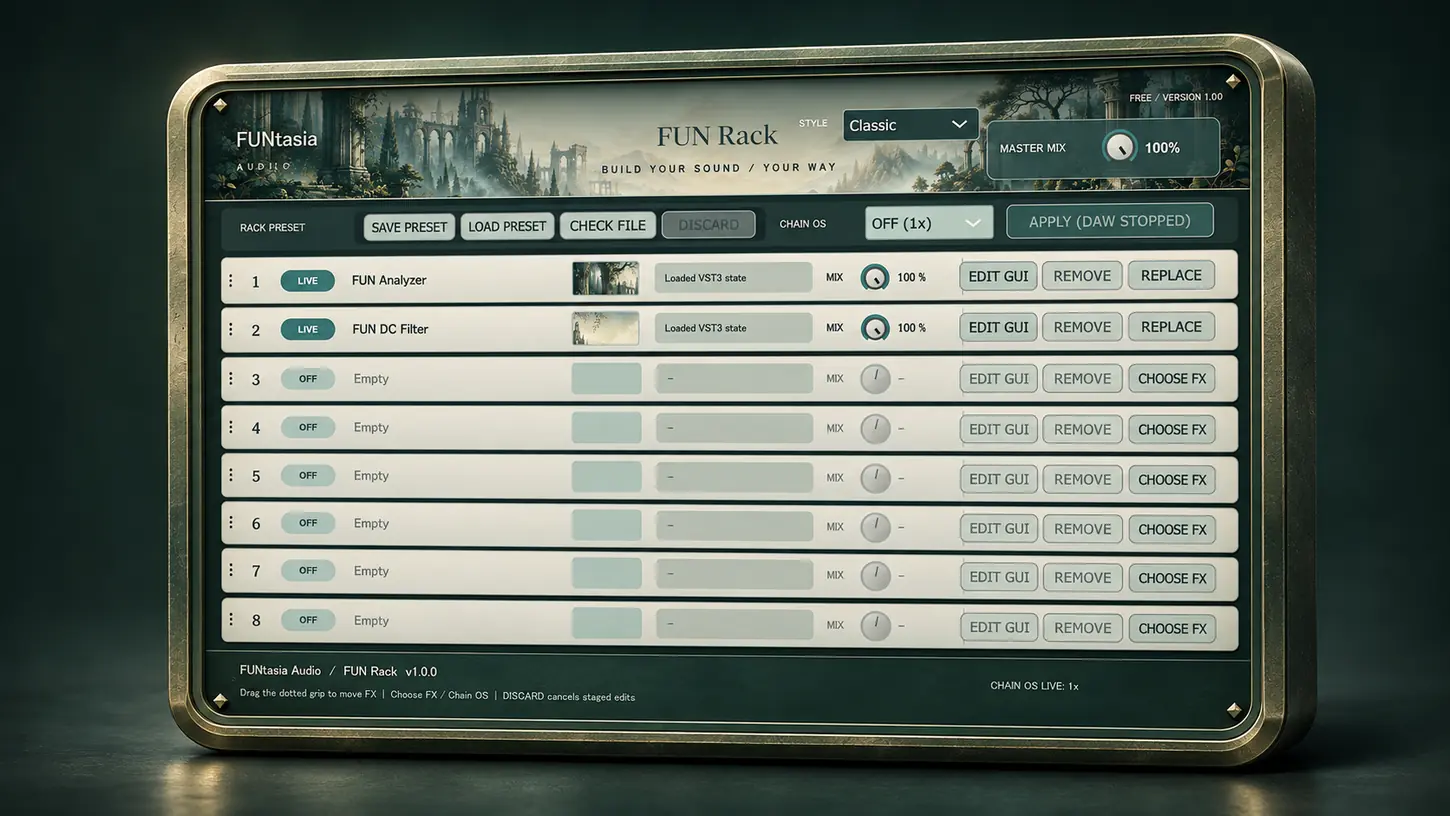 FREE / VERSION 1.00
FUNtasia
AUDIO
FUN Rack
BUILD YOUR SOUND / YOUR WAY
STYLE
Classic
MASTER MIX 100%
RACK PRESET SAVE PRESET LOAD PRESET CHECK FILE DISCARD CHAIN OS OFF (1x) APPLY (DAW STOPPED)
1 LIVE FUN Analyzer Loaded VST3 state MIX 100 % EDIT GUI REMOVE REPLACE
2 LIVE FUN DC Filter Loaded VST3 state MIX 100 % EDIT GUI REMOVE REPLACE
3 OFF Empty – MIX – EDIT GUI REMOVE CHOOSE FX
4 OFF Empty – MIX – EDIT GUI REMOVE CHOOSE FX
5 OFF Empty – MIX – EDIT GUI REMOVE CHOOSE FX
6 OFF Empty – MIX – EDIT GUI REMOVE CHOOSE FX
7 OFF Empty – MIX – EDIT GUI REMOVE CHOOSE FX
8 OFF Empty – MIX – EDIT GUI REMOVE CHOOSE FX
FUNtasia Audio / FUN Rack v1.0.0
Drag the dotted grip to move FX | Choose FX / Chain OS | DISCARD cancels staged edits
CHAIN OS LIVE: 1x